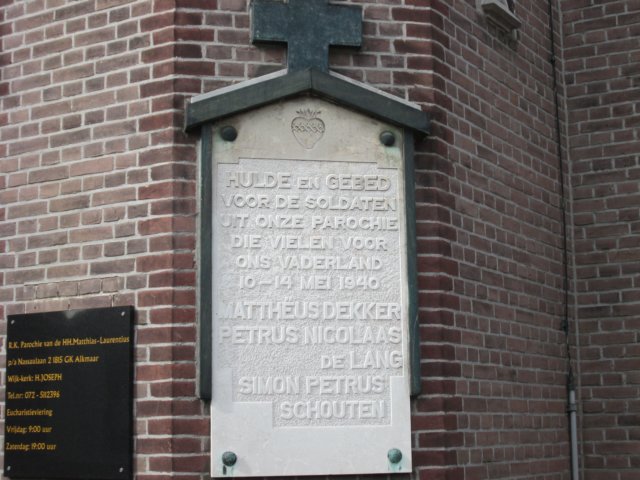 HULDE EN GEBED
VOOR DE SOLDATEN
UIT ONZE PAROCHIE
DIE VIELEN VOOR
ONS VADERLAND
10-14 MEI 1940
MATTHËUS DEKKER
PETRUS NICOLAAS
DE LANG
SIMON PETRUS
SCHOUTEN
R.K. Parochie van de HH.Matthias-Laurentius
p/a Nassaulaan 2 1815 GK Alkmaar
Wijk-kerk: H.JOSEPH
Tel.nr: 072 - 5112396
Eucharistieviering
Vrijdag: 9:00 uur
Zaterdag: 19:00 uur